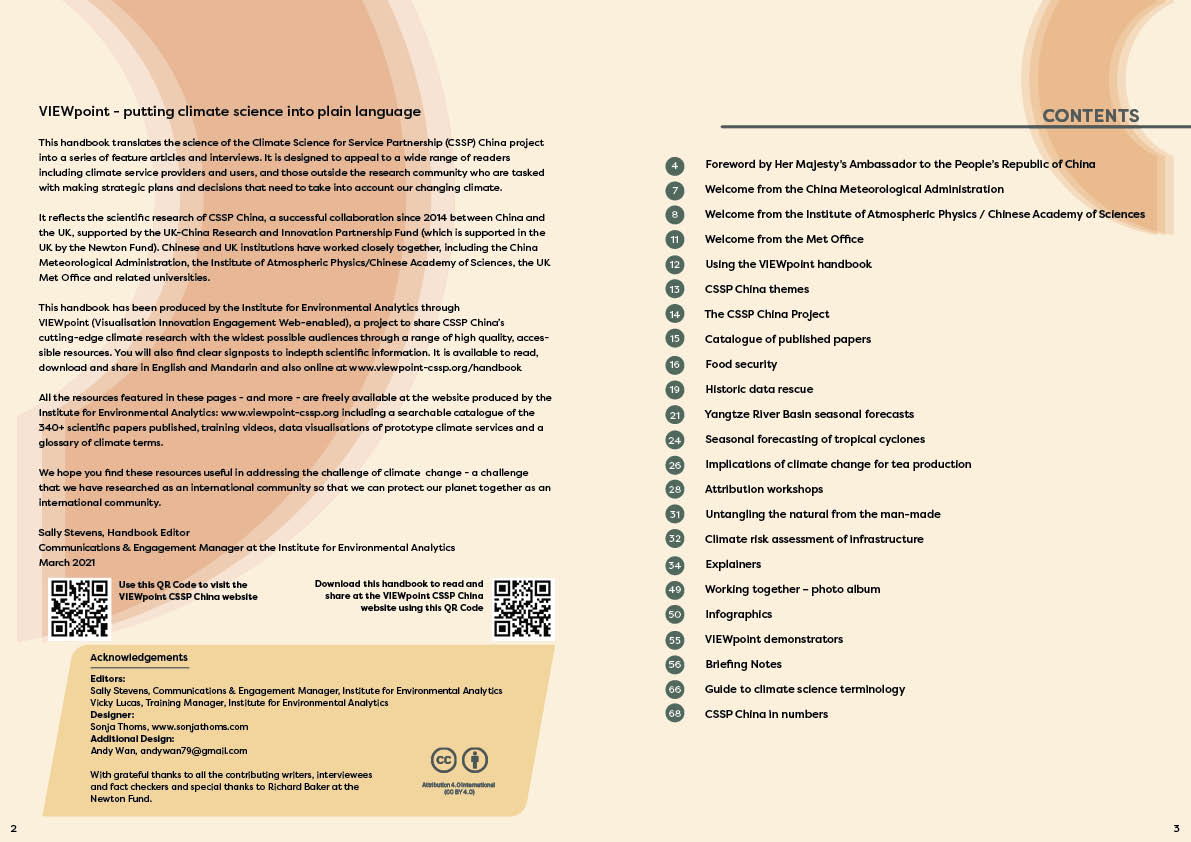 VIEWpoint - putting climate science into plain language
This handbook translates the science of the Climate Science for Service Partnership (CSSP) China project
into a series of feature articles and interviews. It is designed to appeal to a wide range of readers
including climate service providers and users, and those outside the research community who are tasked
with making strategic plans and decisions that need to take into account our changing climate.
It reflects the scientific research of CSSP China, a successful collaboration since 2014 between China and
the UK, supported by the UK-China Research and Innovation Partnership Fund (which is supported in the
UK by the Newton Fund). Chinese and UK institutions have worked closely together, including the China
Meteorological Administration, the Institute of Atmospheric Physics/Chinese Academy of Sciences, the UK
Met Office and related universities.
This handbook has been produced by the Institute for Environmental Analytics through
VIEWpoint (Visualisation Innovation Engagement Web-enabled), a project to share CSSP China's
cutting-edge climate research with the widest possible audiences through a range of high quality, acces-
sible resources. You will also find clear signposts to indepth scientific information. It is available to read,
download and share in English and Mandarin and also online at www.viewpoint-cssp.org/handbook
All the resources featured in these pages - and more - are freely available at the website produced by the
Institute for Environmental Analytics: www.viewpoint-cssp.org including a searchable catalogue of the
340+ scientific papers published, training videos, data visualisations of prototype climate services and a
glossary of climate terms.
We hope you find these resources useful in addressing the challenge of climate  change - a challenge
that we have researched as an international community so that we can protect our planet together as an
international community.
Sally Stevens, Handbook Editor
Communications & Engagement Manager at the Institute for Environmental Analytics
March 2021
Use this QR Code to visit the
VIEWpoint CSSP China website
Download this handbook to read and
share at the VIEWpoint CSSP China
website using this QR Code
Acknowledgements
Editors:
Sally Stevens, Communications & Engagement Manager, Institute for Environmental Analytics
Vicky Lucas, Training Manager, Institute for Environmental Analytics
Designer:
Sonja Thoms, www.sonjathoms.com
Additional Design:
Andy Wan, andywan79@gmail.com
With grateful thanks to all the contributing writers, interviewees
and fact checkers and special thanks to Richard Baker at the
Newton Fund.
cc
Attribution 4.0 International
(CC BY 4.0)
2
CONTENTS
4 Foreword by Her Majesty's Ambassador to the People's Republic of China
7 Welcome from the China Meteorological Administration
8 Welcome from the Institute of Atmospheric Physics / Chinese Academy of Sciences
11 Welcome from the Met Office
12 Using the VIEWpoint handbook
13 CSSP China themes
14 The CSSP China Project
15 Catalogue of published papers
16 Food security
19 Historic data rescue
21 Yangtze River Basin seasonal forecasts
24 Seasonal forecasting of tropical cyclones
26 Implications of climate change for tea production
28 Attribution workshops
31 Untangling the natural from the man-made
32 Climate risk assessment of infrastructure
34 Explainers
49 Working together – photo album
50 Infographics
55 VIEWpoint demonstrators
56 Briefing Notes
66 Guide to climate science terminology
68 CSSP China in numbers
3